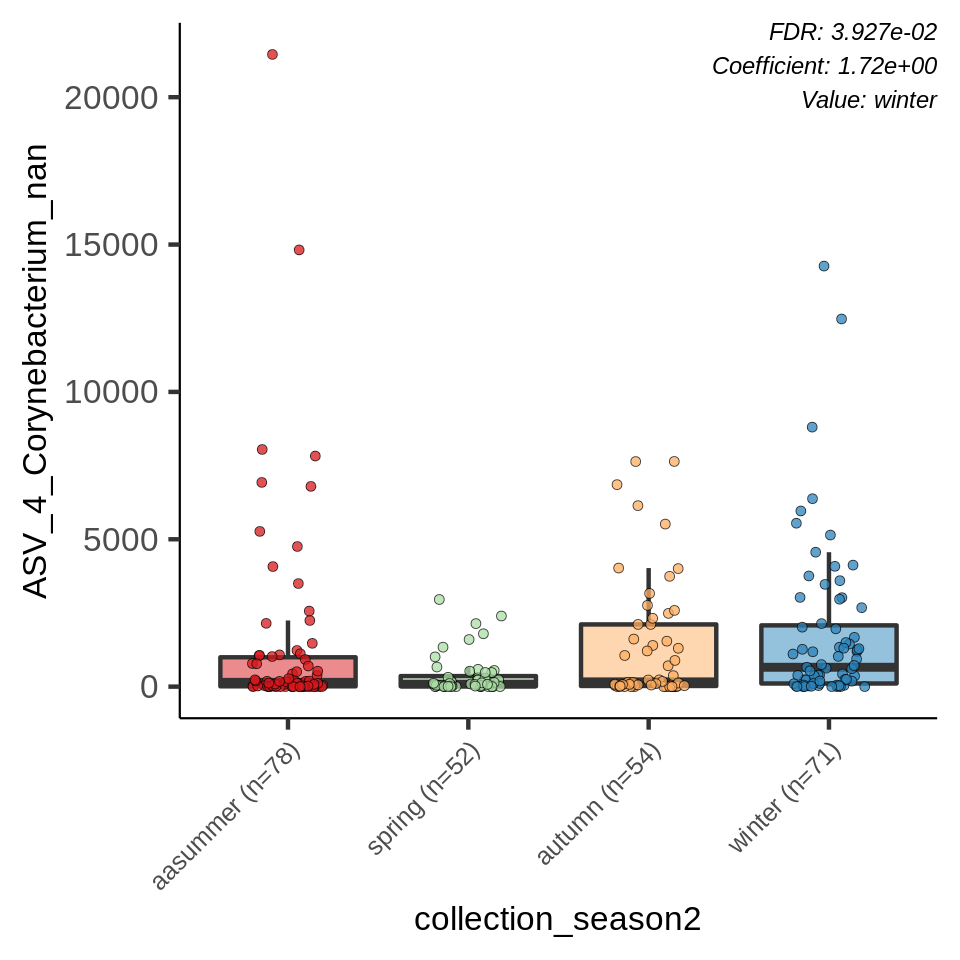 FDR: 3.927e-02
Coefficient: 1.72e+00
Value: winter
ASV_4_Corynebacterium_nan
20000
15000
10000
5000
0
aasummer (n=78)
spring (n=52)
autumn (n=54)
winter (n=71)
collection_season2